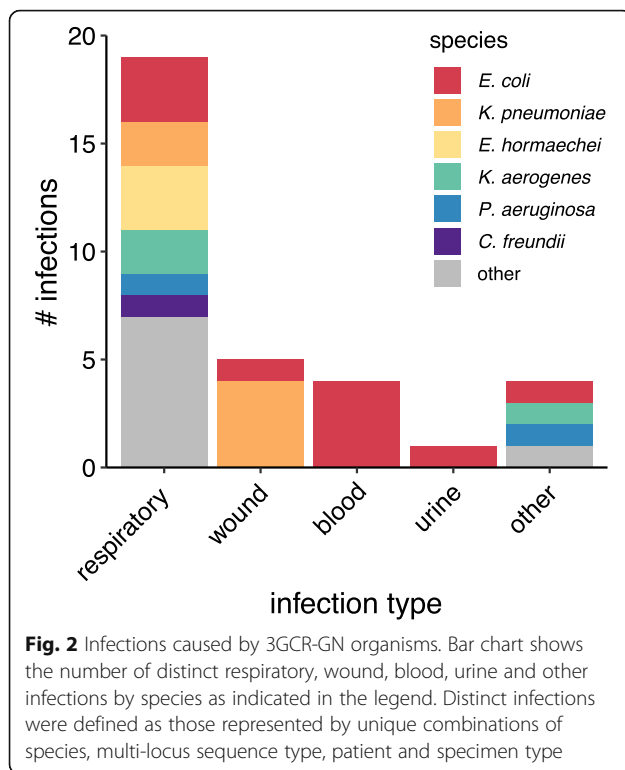 20
15
10
5
0
# infections
species
E. coli
K. pneumoniae
E. hormaechei
K. aerogenes
P. aeruginosa
C. freundii
other
respiratory
wound
blood
urine
other
infection type
Fig. 2 Infections caused by 3GCR-GN organisms. Bar chart shows
the number of distinct respiratory, wound, blood, urine and other
infections by species as indicated in the legend. Distinct infections
were defined as those represented by unique combinations of
species, multi-locus sequence type, patient and specimen type